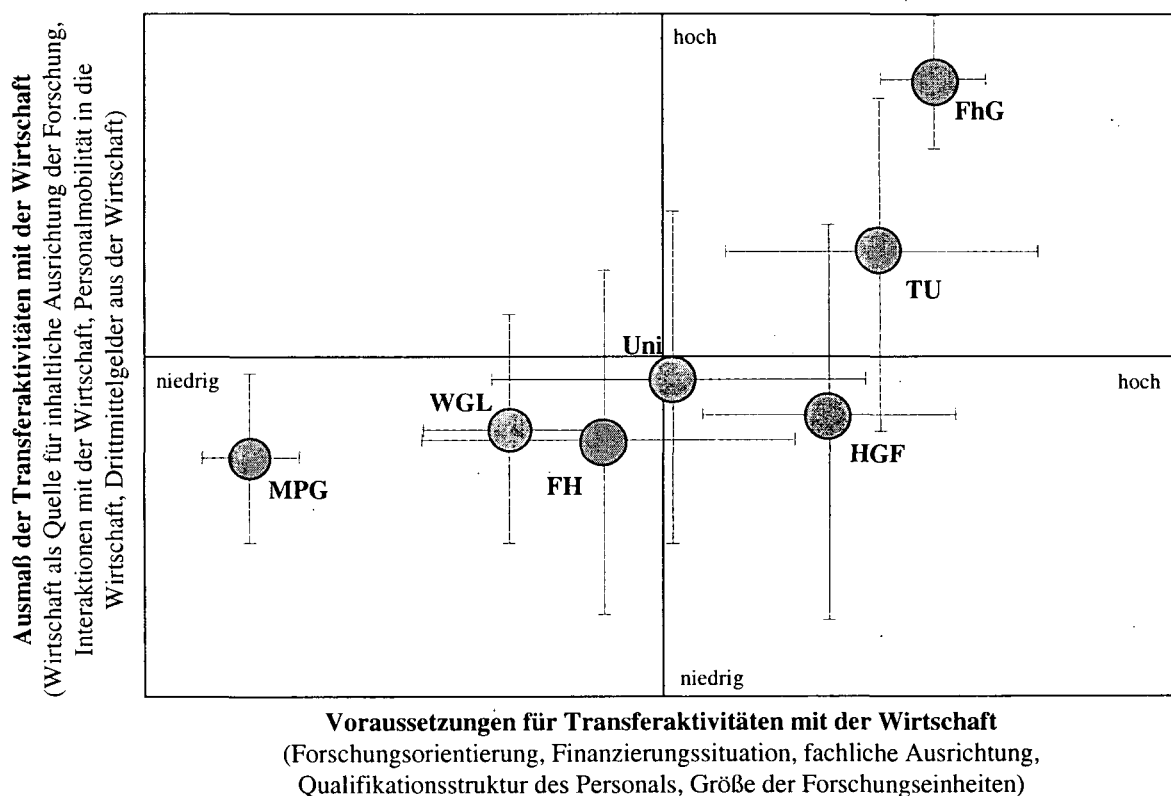 Ausmaß der Transferaktivitäten mit der Wirtschaft
(Wirtschaft als Quelle für inhaltliche Ausrichtung der Forschung,
Interaktionen mit der Wirtschaft, Personalmobilität in die
Wirtschaft, Drittmittelgelder aus der Wirtschaft)
hoch
FhG
TU
Uni
niedrig
hoch
WGL
HGF
FH
MPG
niedrig
Voraussetzungen für Transferaktivitäten mit der Wirtschaft
(Forschungsorientierung, Finanzierungssituation, fachliche Ausrichtung,
Qualifikationsstruktur des Personals, Größe der Forschungseinheiten)